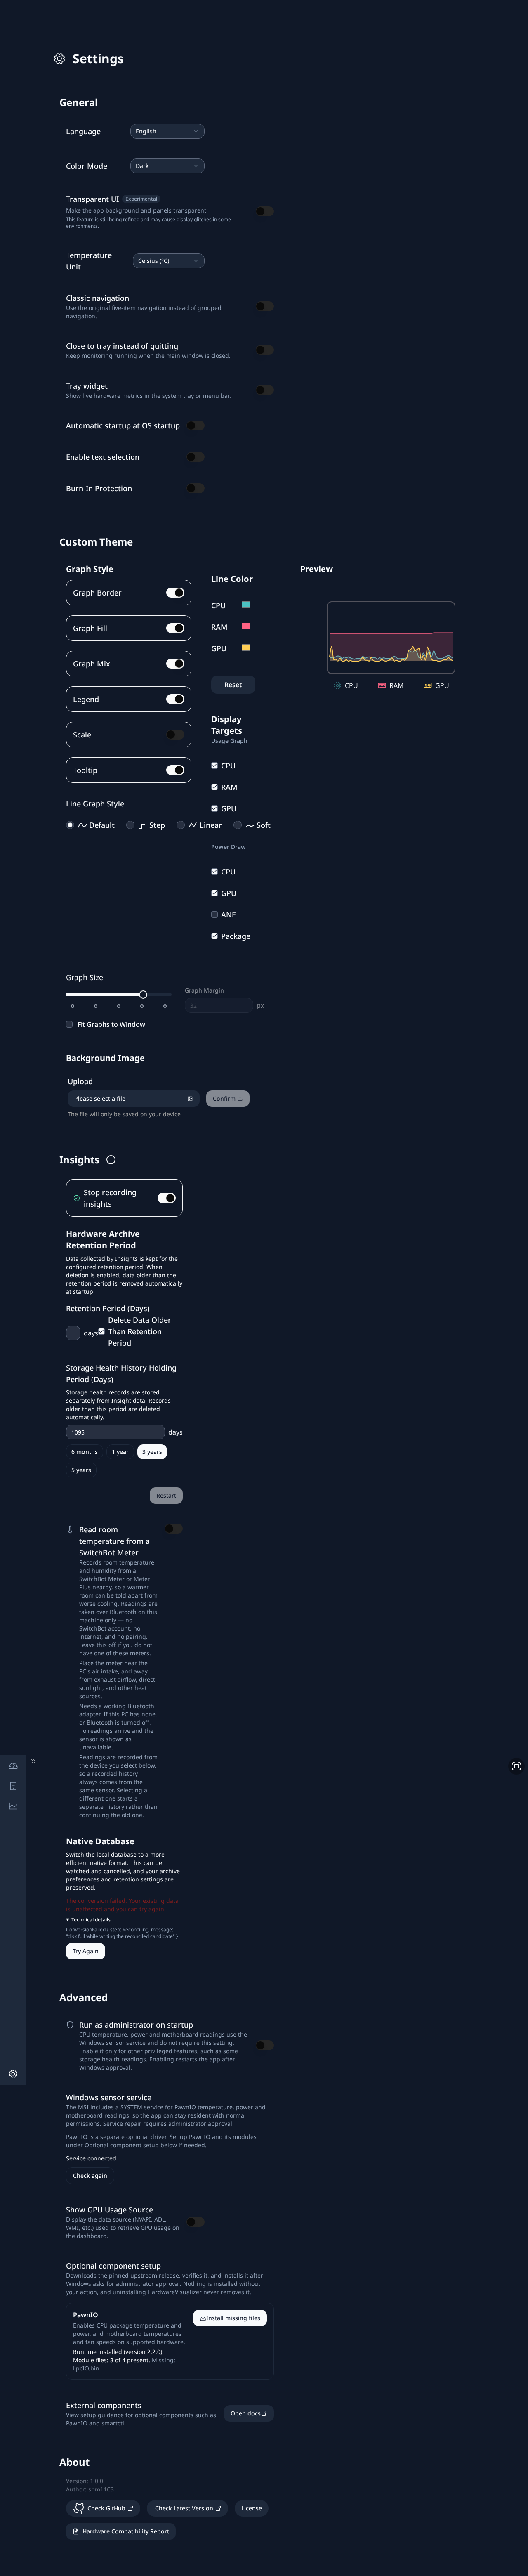 Settings
General
Language
English
Color Mode
Dark
Transparent UI Experimental
Make the app background and panels transparent.
This feature is still being refined and may cause display glitches in some
environments.
Temperature
Unit
Celsius (°C)
Classic navigation
Use the original five-item navigation instead of grouped
navigation.
Close to tray instead of quitting
Keep monitoring running when the main window is closed.
Tray widget
Show live hardware metrics in the system tray or menu bar.
Automatic startup at OS startup
Enable text selection
Burn-In Protection
Custom Theme
Graph Style
Graph Border
Graph Fill
Graph Mix
Legend
Scale
Tooltip
Line Graph Style
Default
Step
Linear
Soft
Line Color
CPU
RAM
GPU
Reset
Display
Targets
Usage Graph
CPU
RAM
GPU
Power Draw
CPU
GPU
ANE
Package
Preview
CPU
RAM
GPU
Graph Size
Graph Margin
32
px
Fit Graphs to Window
Background Image
Upload
Please select a file
Confirm
The file will only be saved on your device
Insights
Stop recording
insights
Hardware Archive
Retention Period
Data collected by Insights is kept for the
configured retention period. When
deletion is enabled, data older than the
retention period is removed automatically
at startup.
Retention Period (Days)
days
Delete Data Older
Than Retention
Period
Storage Health History Holding
Period (Days)
Storage health records are stored
separately from Insight data. Records
older than this period are deleted
automatically.
1095
days
6 months
1 year
3 years
5 years
Restart
Read room
temperature from a
SwitchBot Meter
Records room temperature
and humidity from a
SwitchBot Meter or Meter
Plus nearby, so a warmer
room can be told apart from
worse cooling. Readings are
taken over Bluetooth on this
machine only — no
SwitchBot account, no
internet, and no pairing.
Leave this off if you do not
have one of these meters.
Place the meter near the
PC's air intake, and away
from exhaust airflow, direct
sunlight, and other heat
sources.
Needs a working Bluetooth
adapter. If this PC has none,
or Bluetooth is turned off,
no readings arrive and the
sensor is shown as
unavailable.
Readings are recorded from
the device you select below,
so a recorded history
always comes from the
same sensor. Selecting a
different one starts a
separate history rather than
continuing the old one.
Native Database
Switch the local database to a more
efficient native format. This can be
watched and cancelled, and your archive
preferences and retention settings are
preserved.
The conversion failed. Your existing data
is unaffected and you can try again.
Technical details
ConversionFailed { step: Reconciling, message:
"disk full while writing the reconciled candidate" }
Try Again
Advanced
Run as administrator on startup
CPU temperature, power and motherboard readings use the
Windows sensor service and do not require this setting.
Enable it only for other privileged features, such as some
storage health readings. Enabling restarts the app after
Windows approval.
Windows sensor service
The MSI includes a SYSTEM service for PawnIO temperature, power and
motherboard readings, so the app can stay resident with normal
permissions. Service repair requires administrator approval.
PawnIO is a separate optional driver. Set up PawnIO and its modules
under Optional component setup below if needed.
Service connected
Check again
Show GPU Usage Source
Display the data source (NVAPI, ADL,
WMI, etc.) used to retrieve GPU usage on
the dashboard.
Optional component setup
Downloads the pinned upstream release, verifies it, and installs it after
Windows asks for administrator approval. Nothing is installed without
your action, and uninstalling HardwareVisualizer never removes it.
PawnIO
Enables CPU package temperature and
power, and motherboard temperatures
and fan speeds on supported hardware.
Runtime installed (version 2.2.0)
Module files: 3 of 4 present. Missing:
LpcIO.bin
Install missing files
External components
View setup guidance for optional components such as
PawnIO and smartctl.
Open docs
About
Version: 1.0.0
Author: shm11C3
Check GitHub
Check Latest Version
License
Hardware Compatibility Report